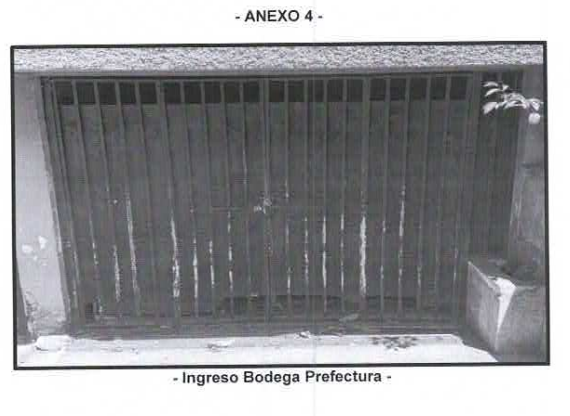 - ANEXO 4 -
- Ingreso Bodega Prefectura -